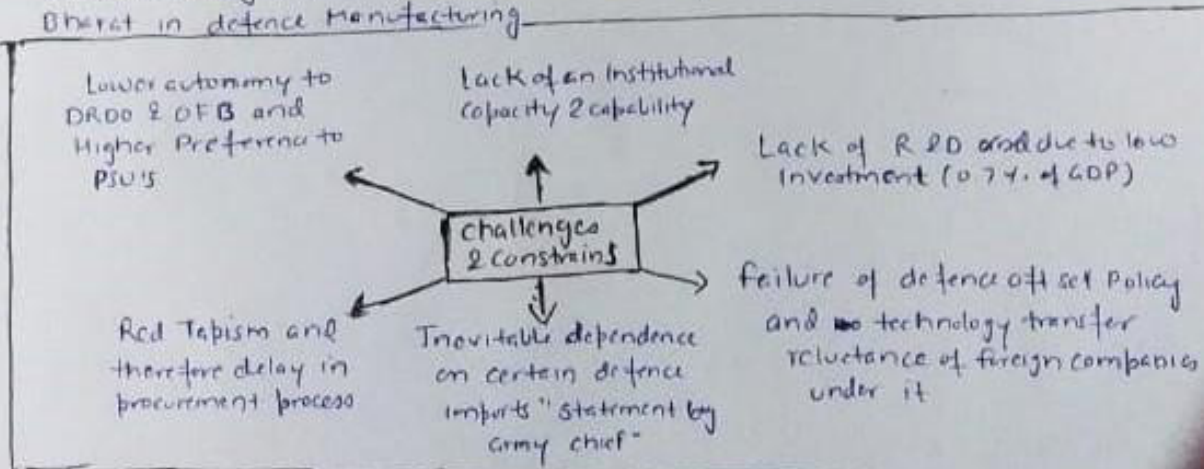 Bharat in defence Manufacturing
Lower autonomy to
DRDO & OFB and
Higher Preference to
PSU'S
Lack of an Institutional
Capacity & capability
Lack of R&D and due to low
Investment (0.7%. of GDP)
Challenges
& Constrains
Red Tapism and
therefore delay in
procurement process
Inevitable dependence
on certain defence
imports "Statement by
Army chief"
Failure of defence offset Policy
and technology transfer
reluctance of foreign companies
under it